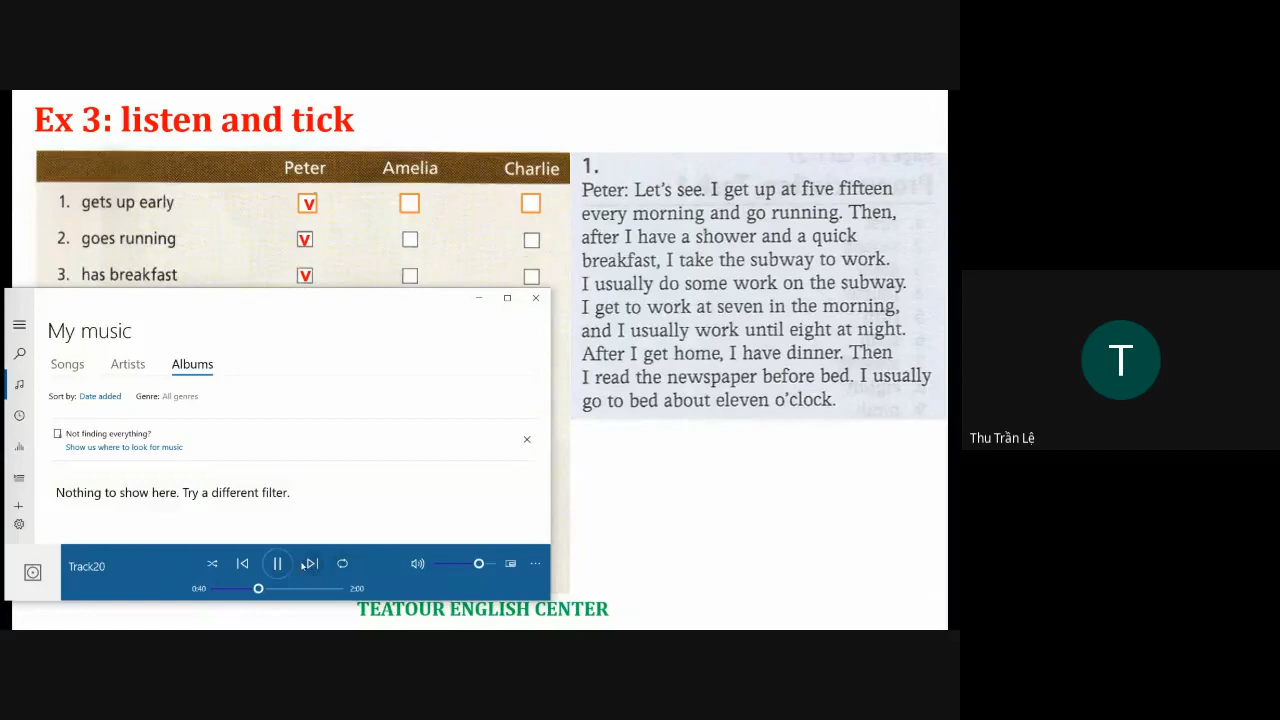 Ex 3: listen and tick
Peter Amelia Charlie
1. gets up early v
2. goes running v
3. has breakfast v
1.
Peter: Let's see. I get up at five fifteen
every morning and go running. Then,
after I have a shower and a quick
breakfast, I take the subway to work.
I usually do some work on the subway.
I get to work at seven in the morning,
and I usually work until eight at night.
After I get home, I have dinner. Then
I read the newspaper before bed. I usually
go to bed about eleven o'clock.
My music
Songs Artists Albums
Sort by: Date added Genre: All genres
Not finding everything?
Show us where to look for music
Nothing to show here. Try a different filter.
Track20
0:40 2:00
TEATOUR ENGLISH CENTER
T
Thu Trần Lệ